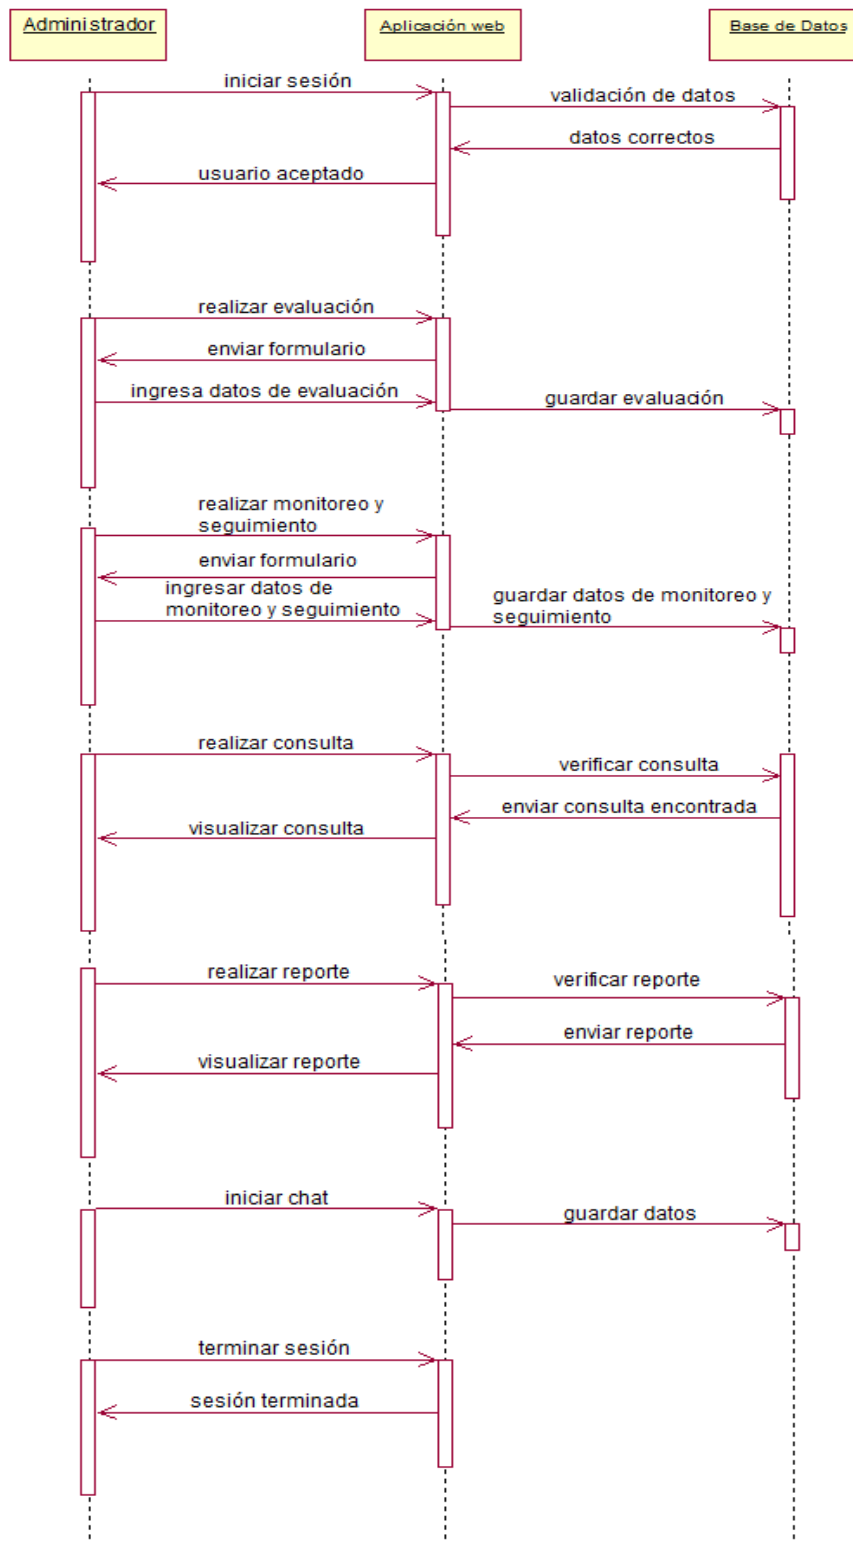 Administrador
Aplicación web
Base de Datos
iniciar sesión
validación de datos
datos correctos
usuario aceptado
realizar evaluación
enviar formulario
ingresa datos de evaluación
guardar evaluación
realizar monitoreo y
seguimiento
enviar formulario
ingresar datos de
monitoreo y seguimiento
guardar datos de monitoreo y
seguimiento
realizar consulta
verificar consulta
enviar consulta encontrada
visualizar consulta
realizar reporte
verificar reporte
enviar reporte
visualizar reporte
iniciar chat
guardar datos
terminar sesión
sesión terminada